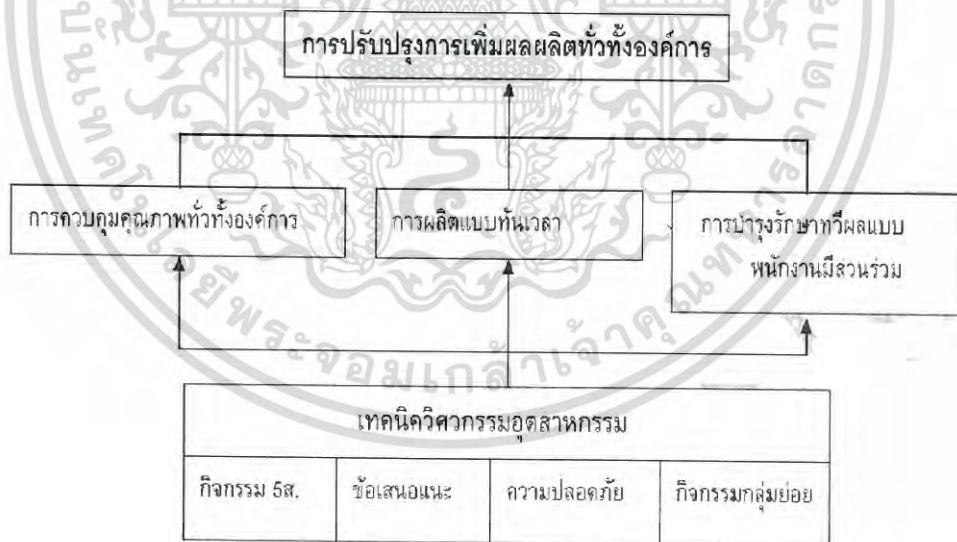 การปรับปรุงการเพิ่มผลผลิตทั่วทั้งองค์การ
การควบคุมคุณภาพทั่วทั้งองค์การ
การผลิตแบบทันเวลา
การบำรุงรักษาทวีผลแบบ
พนักงานมีส่วนร่วม
เทคนิควิศวกรรมอุตสาหกรรม
กิจกรรม 5ส.
ข้อเสนอแนะ
ความปลอดภัย
กิจกรรมกลุ่มย่อย